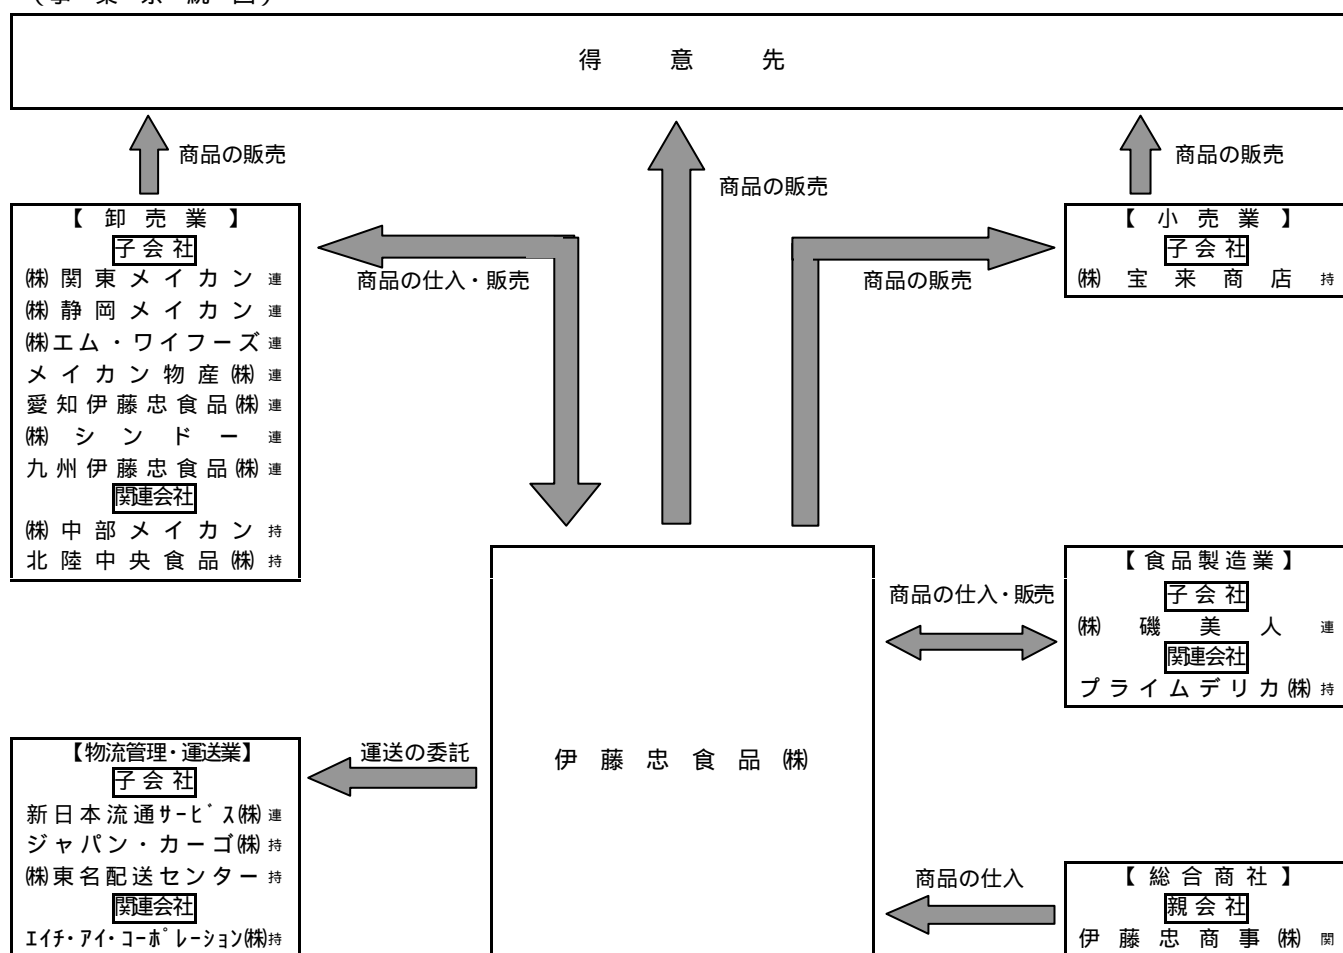 （事業系統図）
得意先
商品の販売
商品の販売
商品の販売
【卸売業】
子会社
㈱関東メイカン 連
㈱静岡メイカン 連
㈱エム・ワイフーズ 連
メイカン物産㈱ 連
愛知伊藤忠食品㈱ 連
㈱シンドー 連
九州伊藤忠食品㈱ 連
関連会社
㈱中部メイカン 持
北陸中央食品㈱ 持
商品の仕入・販売
商品の販売
【小売業】
子会社
㈱宝来商店 持
商品の仕入・販売
【食品製造業】
子会社
㈱磯美人 連
関連会社
プライムデリカ㈱ 持
伊藤忠食品㈱
運送の委託
【物流管理・運送業】
子会社
新日本流通ｻｰﾋﾞｽ㈱ 連
ジャパン・カーゴ㈱ 持
㈱東名配送センター 持
関連会社
ｴｲﾁ・ｱｲ・ｺｰﾎﾟﾚｰｼｮﾝ㈱持
商品の仕入
【総合商社】
親会社
伊藤忠商事㈱ 関